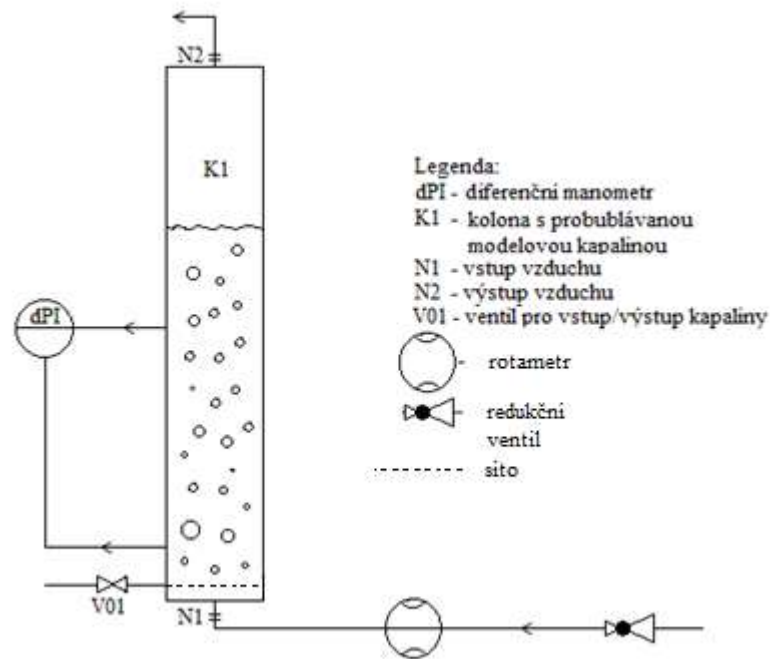 N2
K1
dPI
V01
N1
Legenda:
dPI - diferenční manometr
K1 - kolona s probublávanou
modelovou kapalinou
N1 - vstup vzduchu
N2 - výstup vzduchu
V01 - ventil pro vstup/výstup kapaliny
- rotametr
- redukční
ventil
- sito